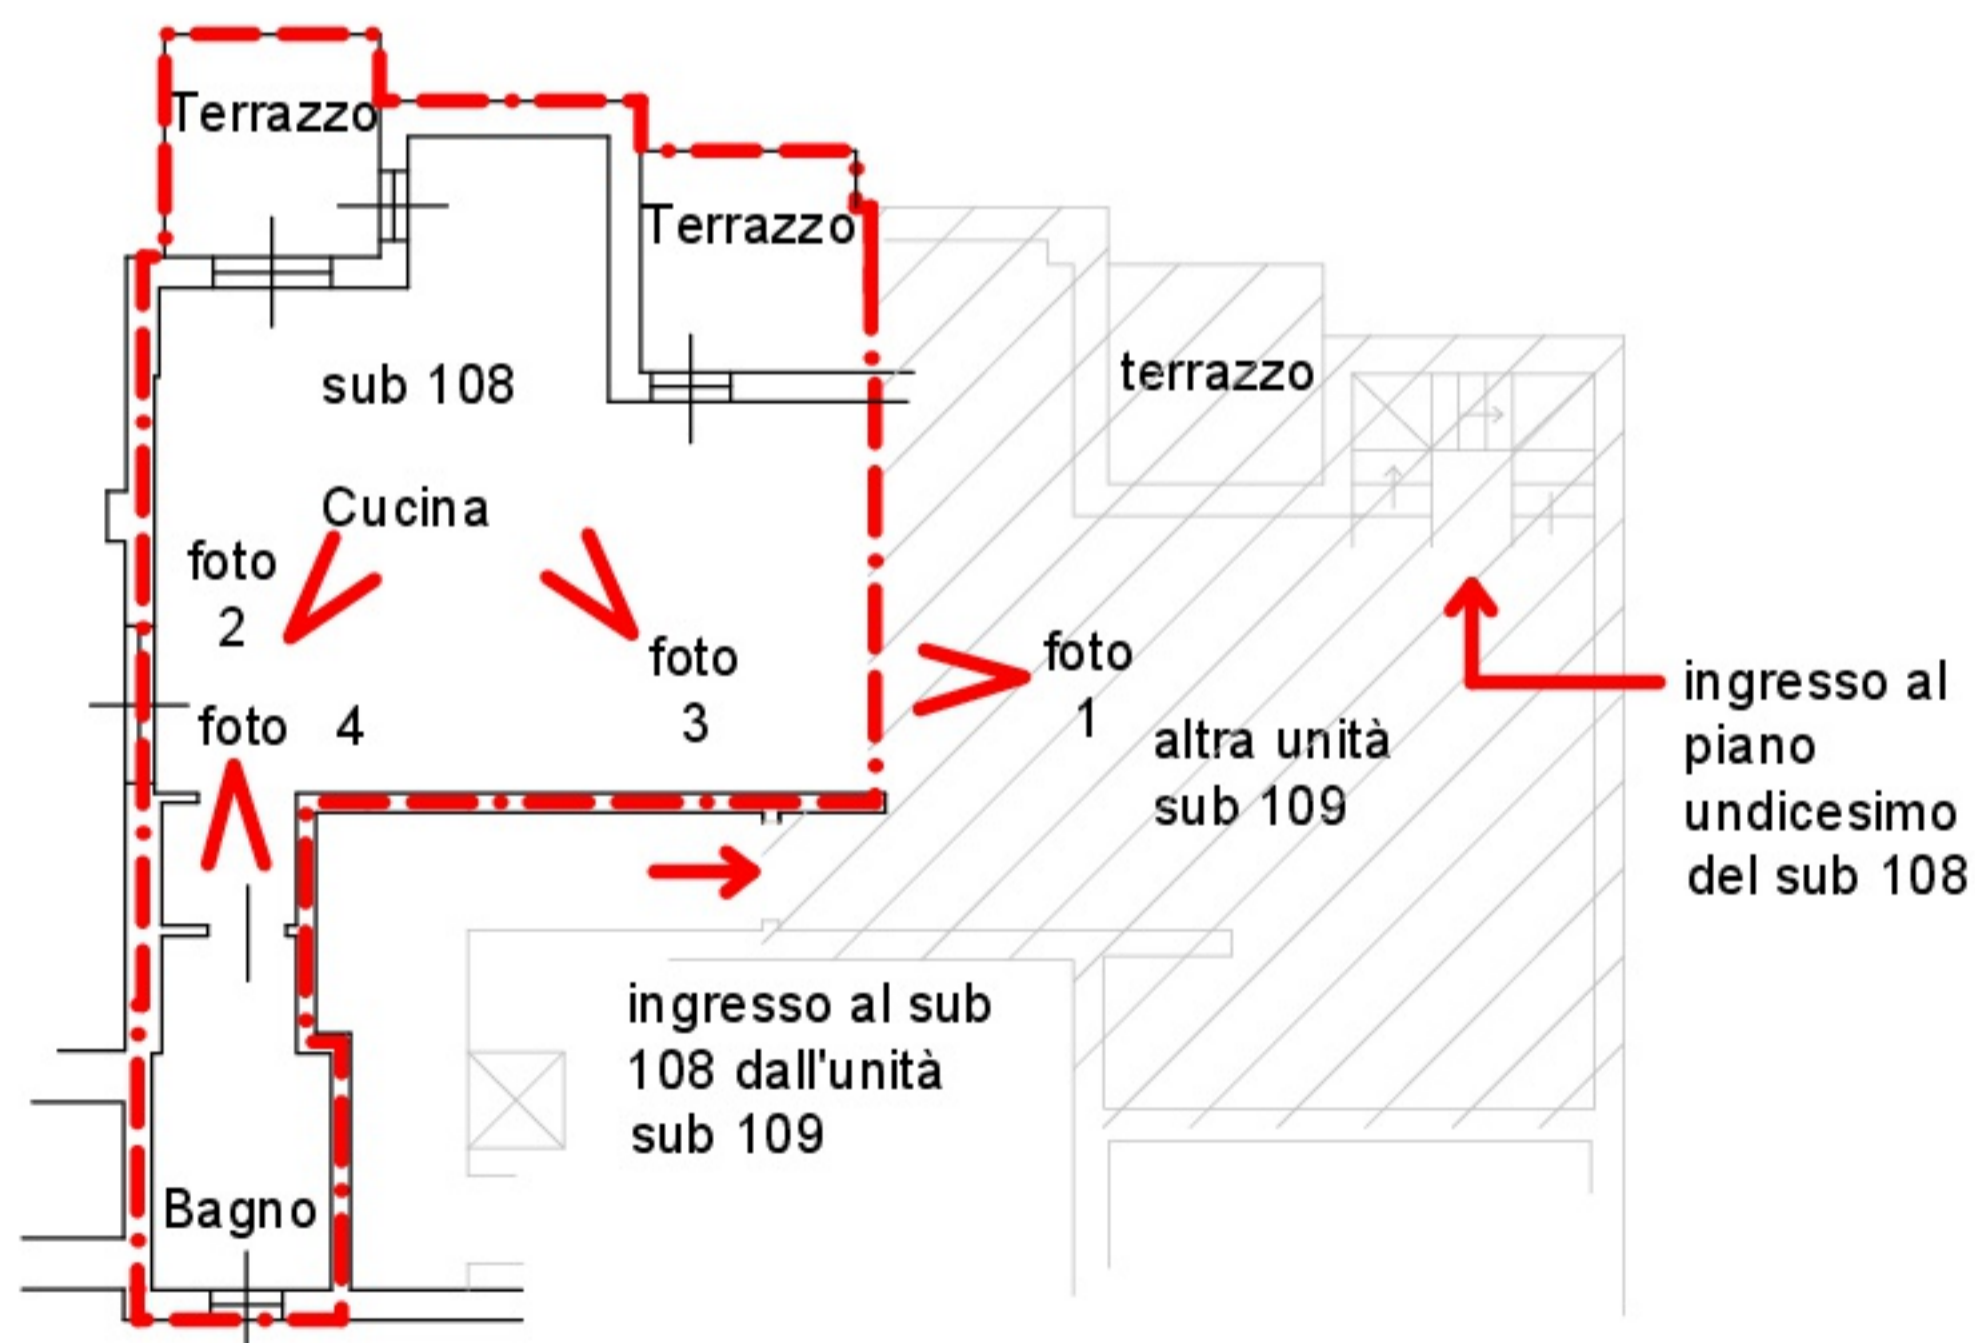 Terrazzo
Terrazzo
terrazzo
sub 108
Cucina
foto
2
foto
3
foto
1
foto 4
altra unità
sub 109
ingresso al
piano
undicesimo
del sub 108
ingresso al sub
108 dall'unità
sub 109
Bagno